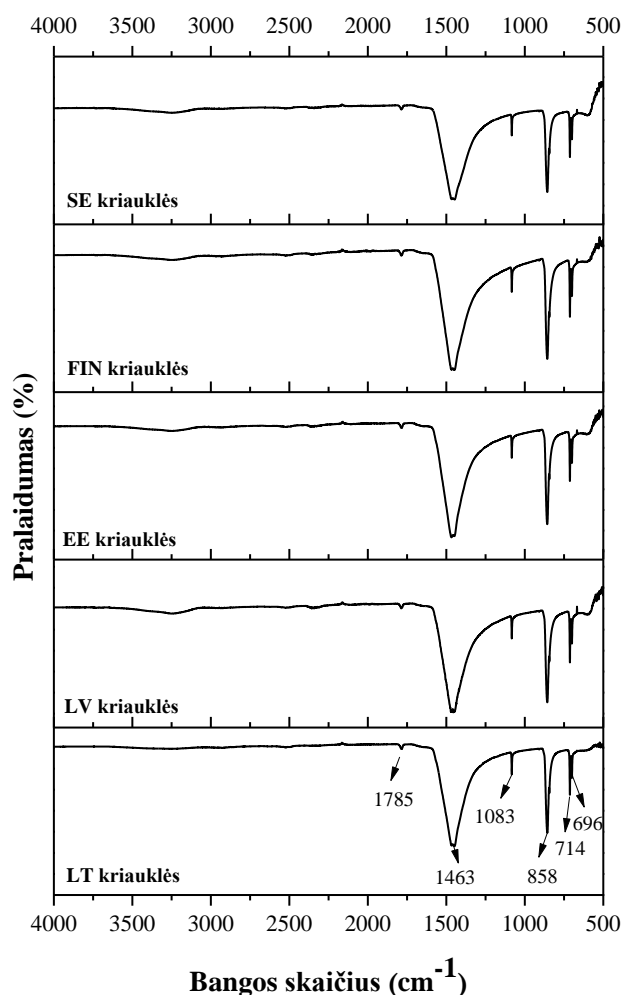 4000 3500 3000 2500 2000 1500 1000 500
SE kriauklės
FIN kriauklės
EE kriauklės
LV kriauklės
LT kriauklės
1785
1463
1083
858
714
696
4000 3500 3000 2500 2000 1500 1000 500
Pralaidumas (%)
Bangos skaičius (cm-1)